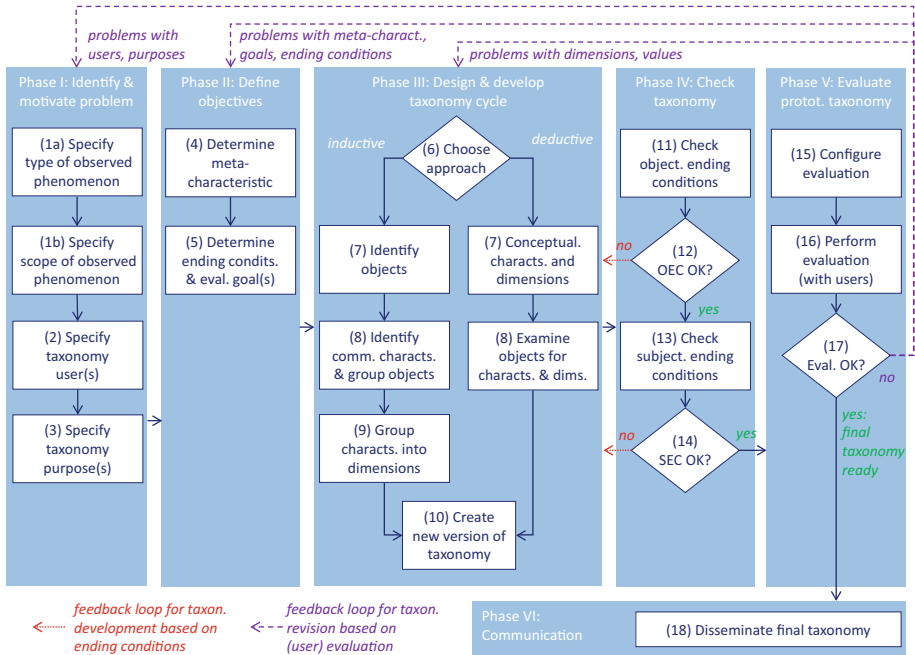 problems with
users, purposes
problems with meta-charact.,
goals, ending conditions
problems with dimensions, values
Phase I: Identify &
motivate problem
(1a) Specify
type of observed
phenomenon
(1b) Specify
scope of observed
phenomenon
(2) Specify
taxonomy
user(s)
(3) Specify
taxonomy
purpose(s)
Phase II: Define
objectives
(4) Determine
meta-
characteristic
(5) Determine
ending condits.
& eval. goal(s)
Phase III: Design & develop
taxonomy cycle
inductive
deductive
(6) Choose
approach
(7) Identify
objects
(8) Identify
comm. characts.
& group objects
(9) Group
characts. into
dimensions
(7) Conceptual.
characts. and
dimensions
(8) Examine
objects for
characts. & dims.
(10) Create
new version of
taxonomy
Phase IV: Check
taxonomy
(11) Check
object. ending
conditions
(12)
OEC OK?
no
yes
(13) Check
subject. ending
conditions
(14)
SEC OK?
no
yes
Phase V: Evaluate
protot. taxonomy
(15) Configure
evaluation
(16) Perform
evaluation
(with users)
(17)
Eval. OK?
no
yes:
final
taxonomy
ready
feedback loop for taxon.
development based on
ending conditions
feedback loop for taxon.
revision based on
(user) evaluation
Phase VI:
Communication
(18) Disseminate final taxonomy